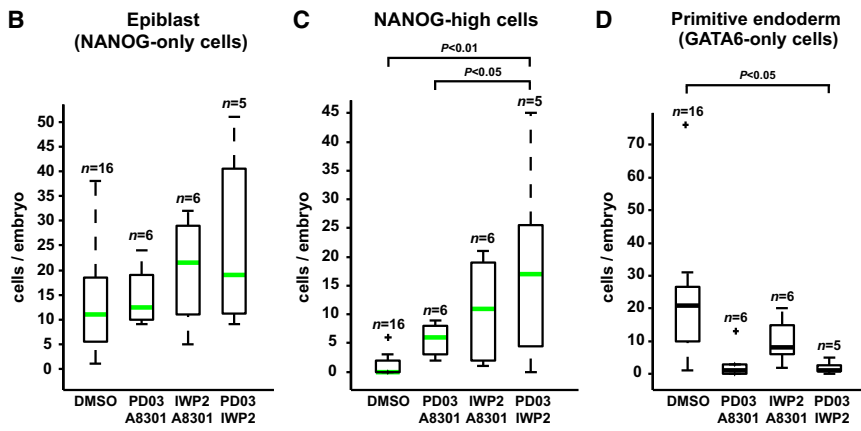 B
Epiblast
(NANOG-only cells)
cells / embryo
50
45
40
35
30
25
20
15
10
5
0
n=16
n=6
n=6
n=5
DMSO
PD03
A8301
IWP2
A8301
PD03
IWP2
C
NANOG-high cells
P<0.01
P<0.05
cells / embryo
45
40
35
30
25
20
15
10
5
0
n=16
n=6
n=6
n=5
DMSO
PD03
A8301
IWP2
A8301
PD03
IWP2
D
Primitive endoderm
(GATA6-only cells)
P<0.05
cells / embryo
70
60
50
40
30
20
10
0
n=16
n=6
n=6
n=5
DMSO
PD03
A8301
IWP2
A8301
PD03
IWP2